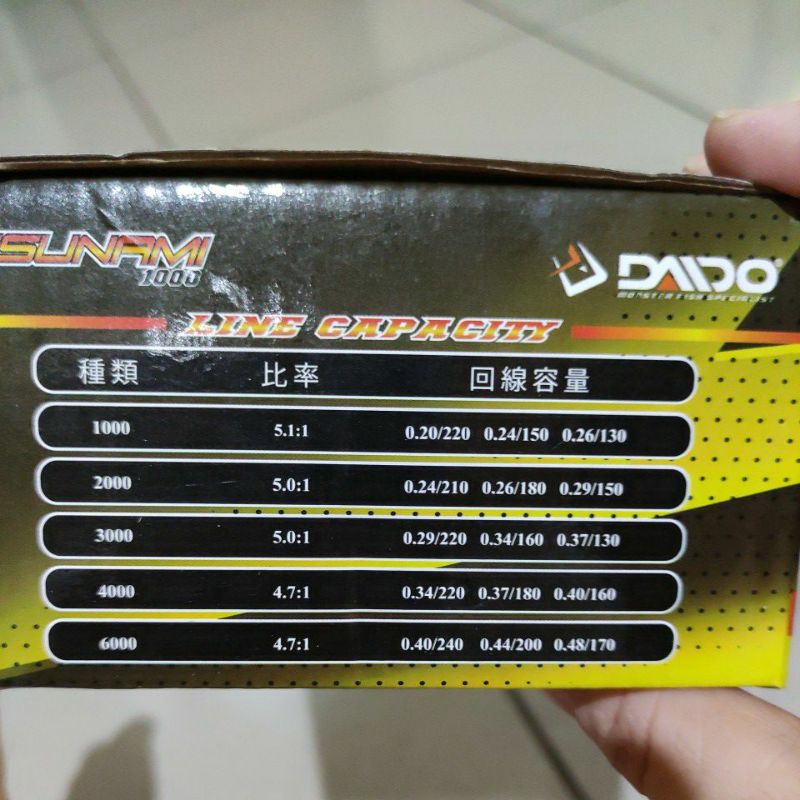 SUNAMI
1000
DAIDO
MONSTER FISH SPECIALIST
LINE CAPACITY
種類 比率 回線容量
1000 5.1:1 0.20/220 0.24/150 0.26/130
2000 5.0:1 0.24/210 0.26/180 0.29/150
3000 5.0:1 0.29/220 0.34/160 0.37/130
4000 4.7:1 0.34/220 0.37/180 0.40/160
6000 4.7:1 0.40/240 0.44/200 0.48/170